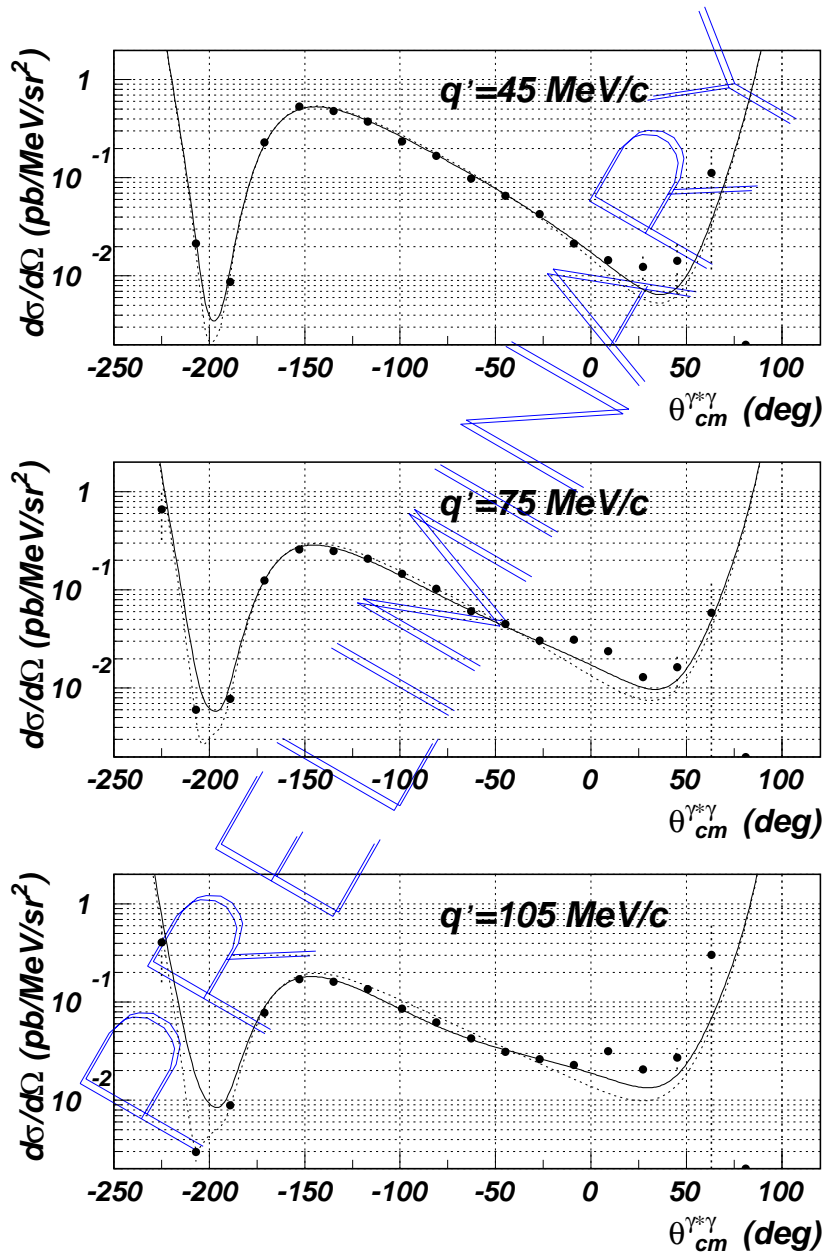 q'=45 MeV/c
dσ/dΩ (pb/MeV/sr²)
1
10⁻¹
10⁻²
-250 -200 -150 -100 -50 0 50 100
θ_cm^γ*γ (deg)
q'=75 MeV/c
dσ/dΩ (pb/MeV/sr²)
1
10⁻¹
10⁻²
-250 -200 -150 -100 -50 0 50 100
θ_cm^γ*γ (deg)
q'=105 MeV/c
dσ/dΩ (pb/MeV/sr²)
1
10⁻¹
10⁻²
-250 -200 -150 -100 -50 0 50 100
θ_cm^γ*γ (deg)
PRELIMINARY